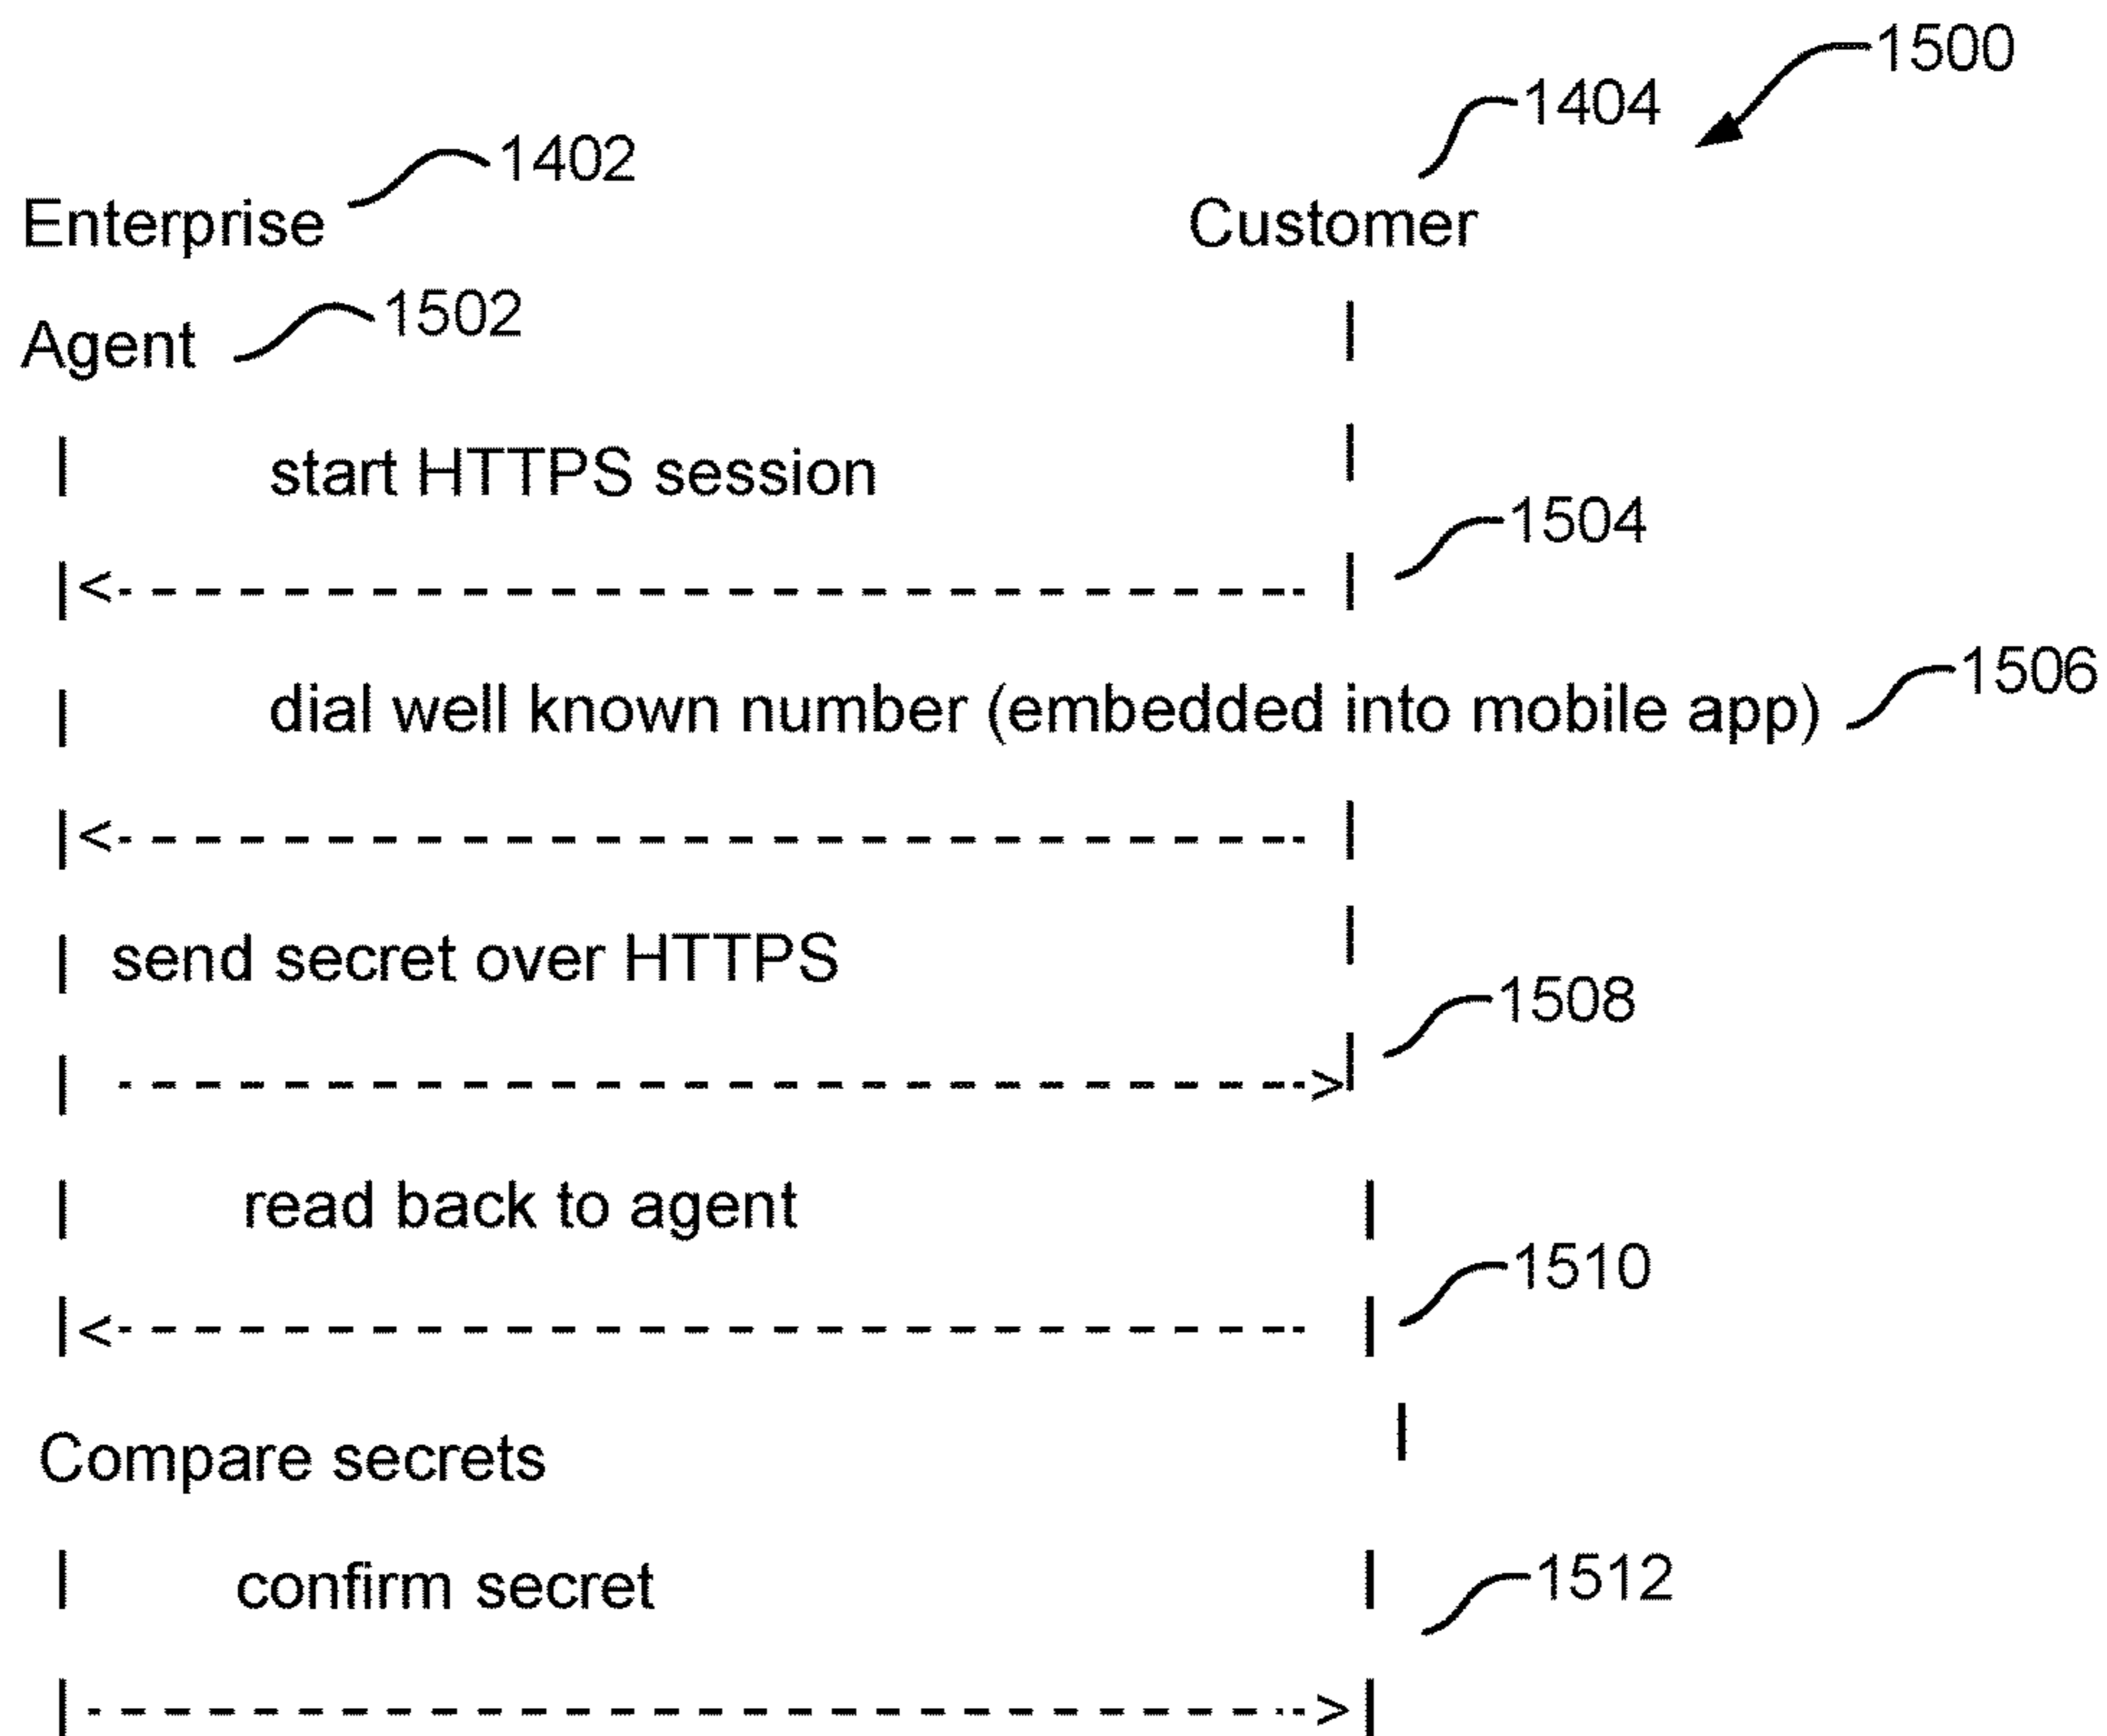 1500
1404
1402
Enterprise
Customer
1502
Agent
start HTTPS session
1504
1506
dial well known number (embedded into mobile app)
send secret over HTTPS
1508
read back to agent
1510
Compare secrets
confirm secret
1512